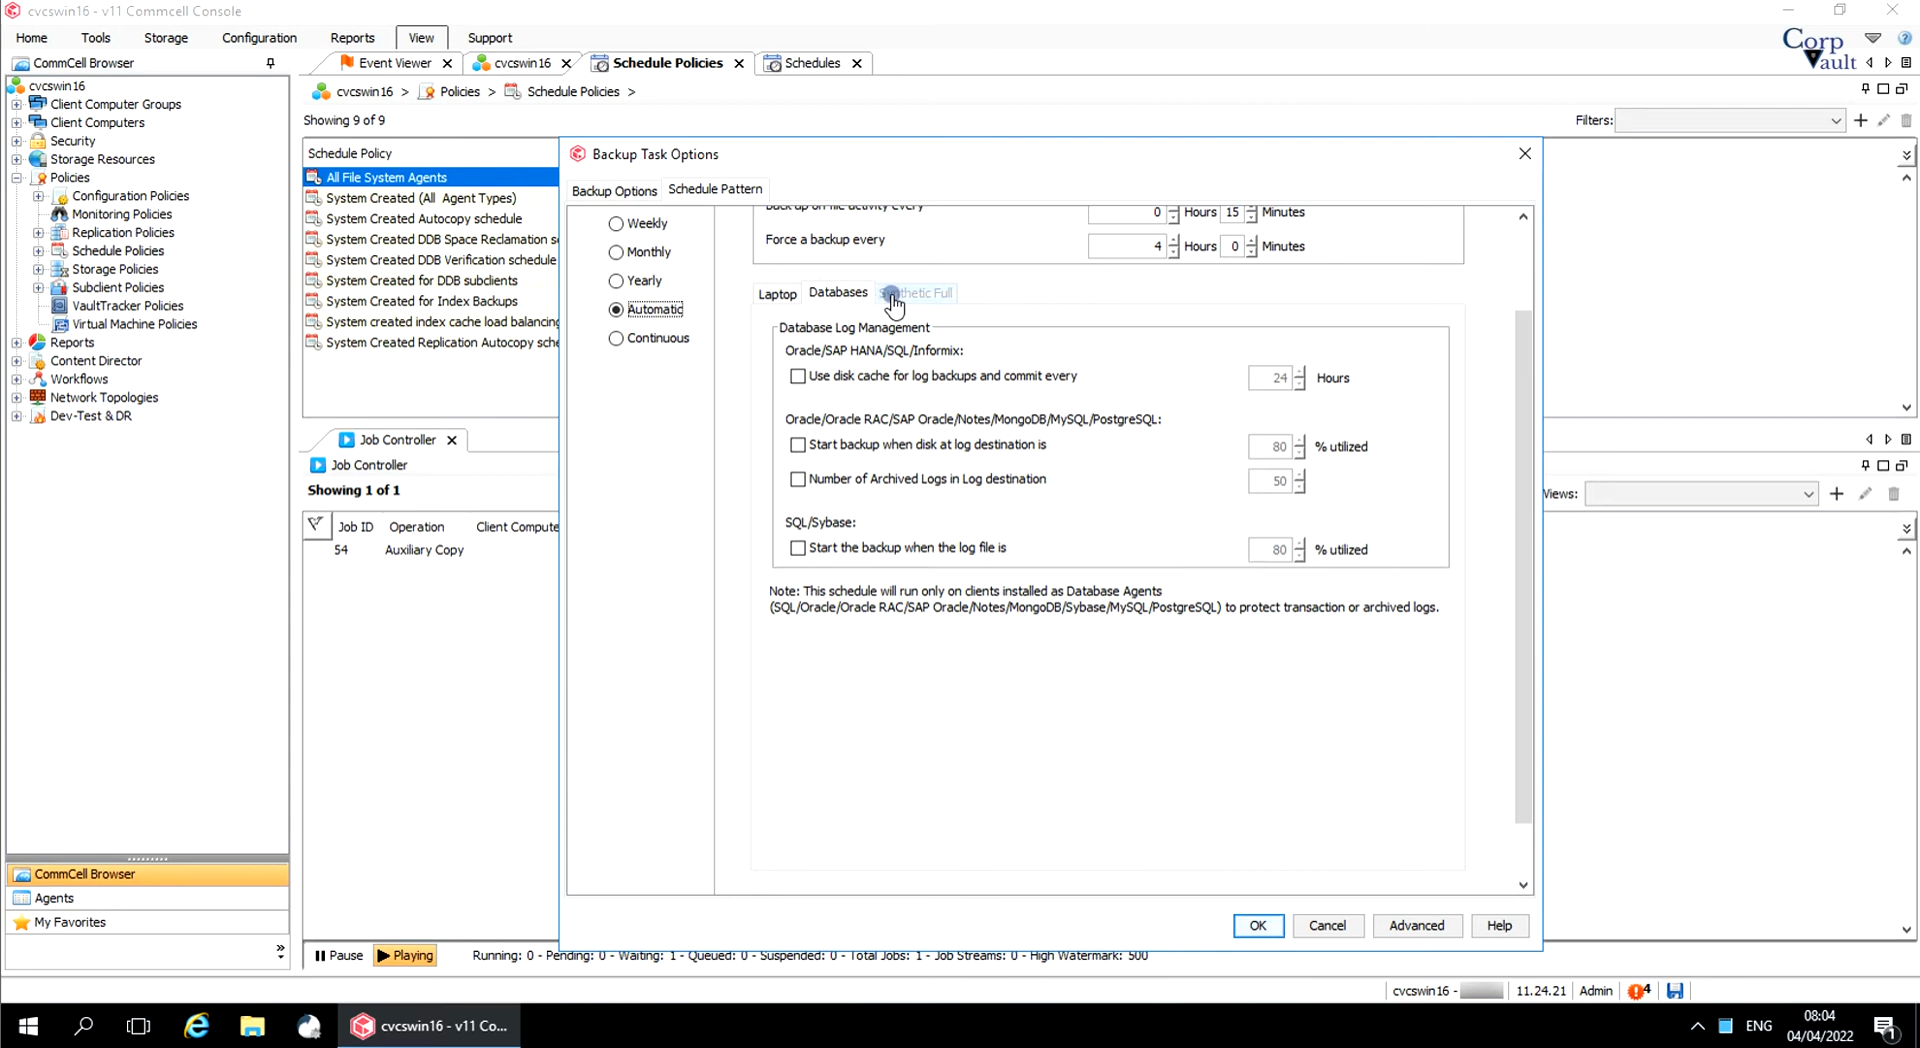 cvcswin16 - v11 Commcell Console
Home Tools Storage Configuration Reports View Support
Corp Vault
CommCell Browser
Event Viewer cvcswin16 Schedule Policies Schedules
cvcswin16
Client Computer Groups
Client Computers
Security
Storage Resources
Policies
Configuration Policies
Monitoring Policies
Replication Policies
Schedule Policies
Storage Policies
Subclient Policies
VaultTracker Policies
Virtual Machine Policies
Reports
Content Director
Workflows
Network Topologies
Dev-Test & DR
CommCell Browser
Agents
My Favorites
cvcswin16 > Policies > Schedule Policies >
Showing 9 of 9
Filters:
Schedule Policy
All File System Agents
System Created (All Agent Types)
System Created Autocopy schedule
System Created DDB Space Reclamation
System Created DDB Verification schedule
System Created for DDB subclients
System Created for Index Backups
System created index cache load balancing
System Created Replication Autocopy
Job Controller
Job Controller
Showing 1 of 1
Views:
Job ID Operation Client
54 Auxiliary Copy
Backup Task Options
Backup Options Schedule Pattern
Weekly
Monthly
Yearly
Automatic
Continuous
Back up on file activity every 0 Hours 15 Minutes
Force a backup every 4 Hours 0 Minutes
Laptop Databases Full
Database Log Management
Oracle/SAP HANA/SQL/Informix:
Use disk cache for log backups and commit every 24 Hours
Oracle/Oracle RAC/SAP Oracle/Notes/MongoDB/MySQL/PostgreSQL:
Start backup when disk at log destination is 80 % utilized
Number of Archived Logs in Log destination 50
SQL/Sybase:
Start the backup when the log file is 80 % utilized
Note: This schedule will run only on clients installed as Database Agents
(SQL/Oracle/Oracle RAC/SAP Oracle/Notes/MongoDB/Sybase/MySQL/PostgreSQL) to protect transaction or archived logs.
OK Cancel Advanced Help
Pause Playing Running: 0 - Pending: 0 - Waiting: 1 - Queued: 0 - Suspended: 0 - Total Jobs: 1 - Job Streams: 0 - High Watermark: 500
cvcswin16 - 11.24.21 Admin 4
cvcswin16 - v11 Co...
ENG
08:04
04/04/2022
1